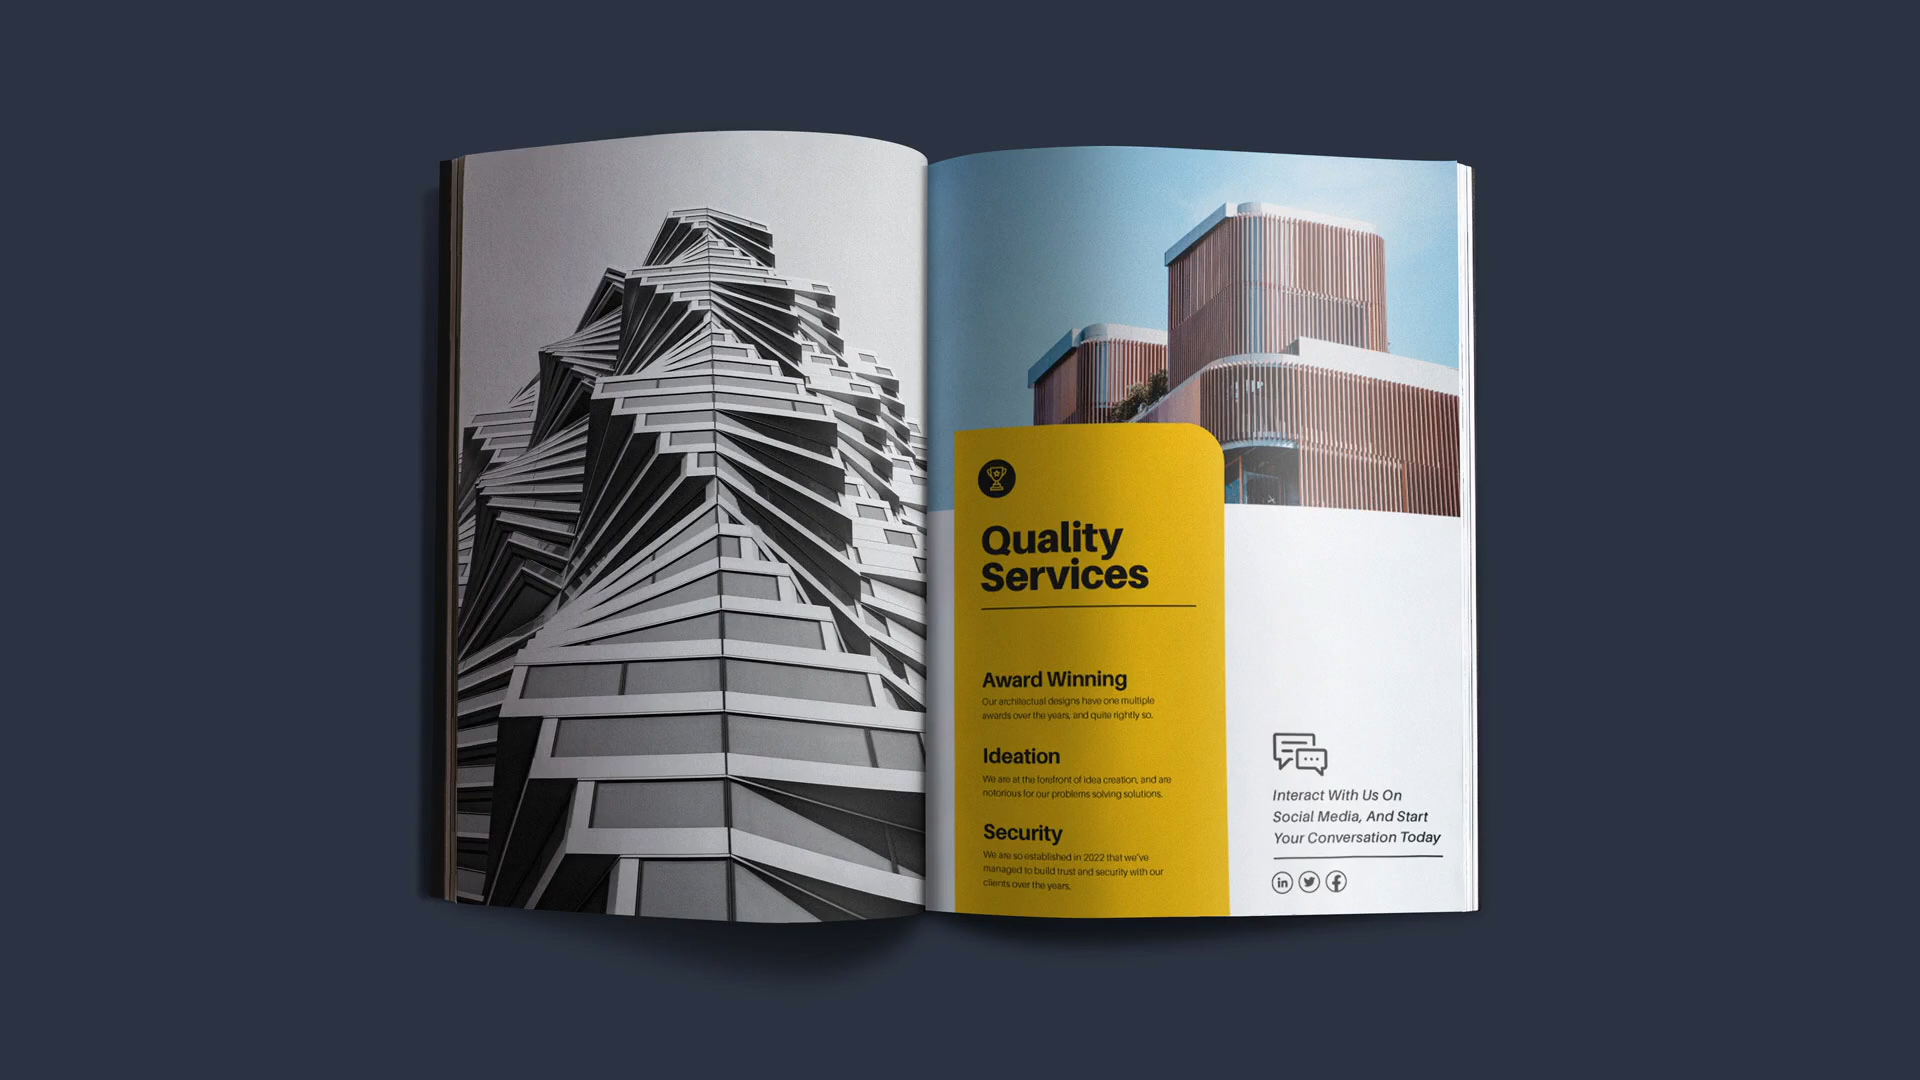 Quality
Services
Award Winning
Our architectual designs have one multiple
awards over the years, and quite rightly so.
Ideation
We are at the forefront of idea creation, and are
notorious for our problems solving solutions.
Security
We are so established in 2022 that we've
managed to build trust and security with our
clients over the years.
Interact With Us On
Social Media, And Start
Your Conversation Today
in